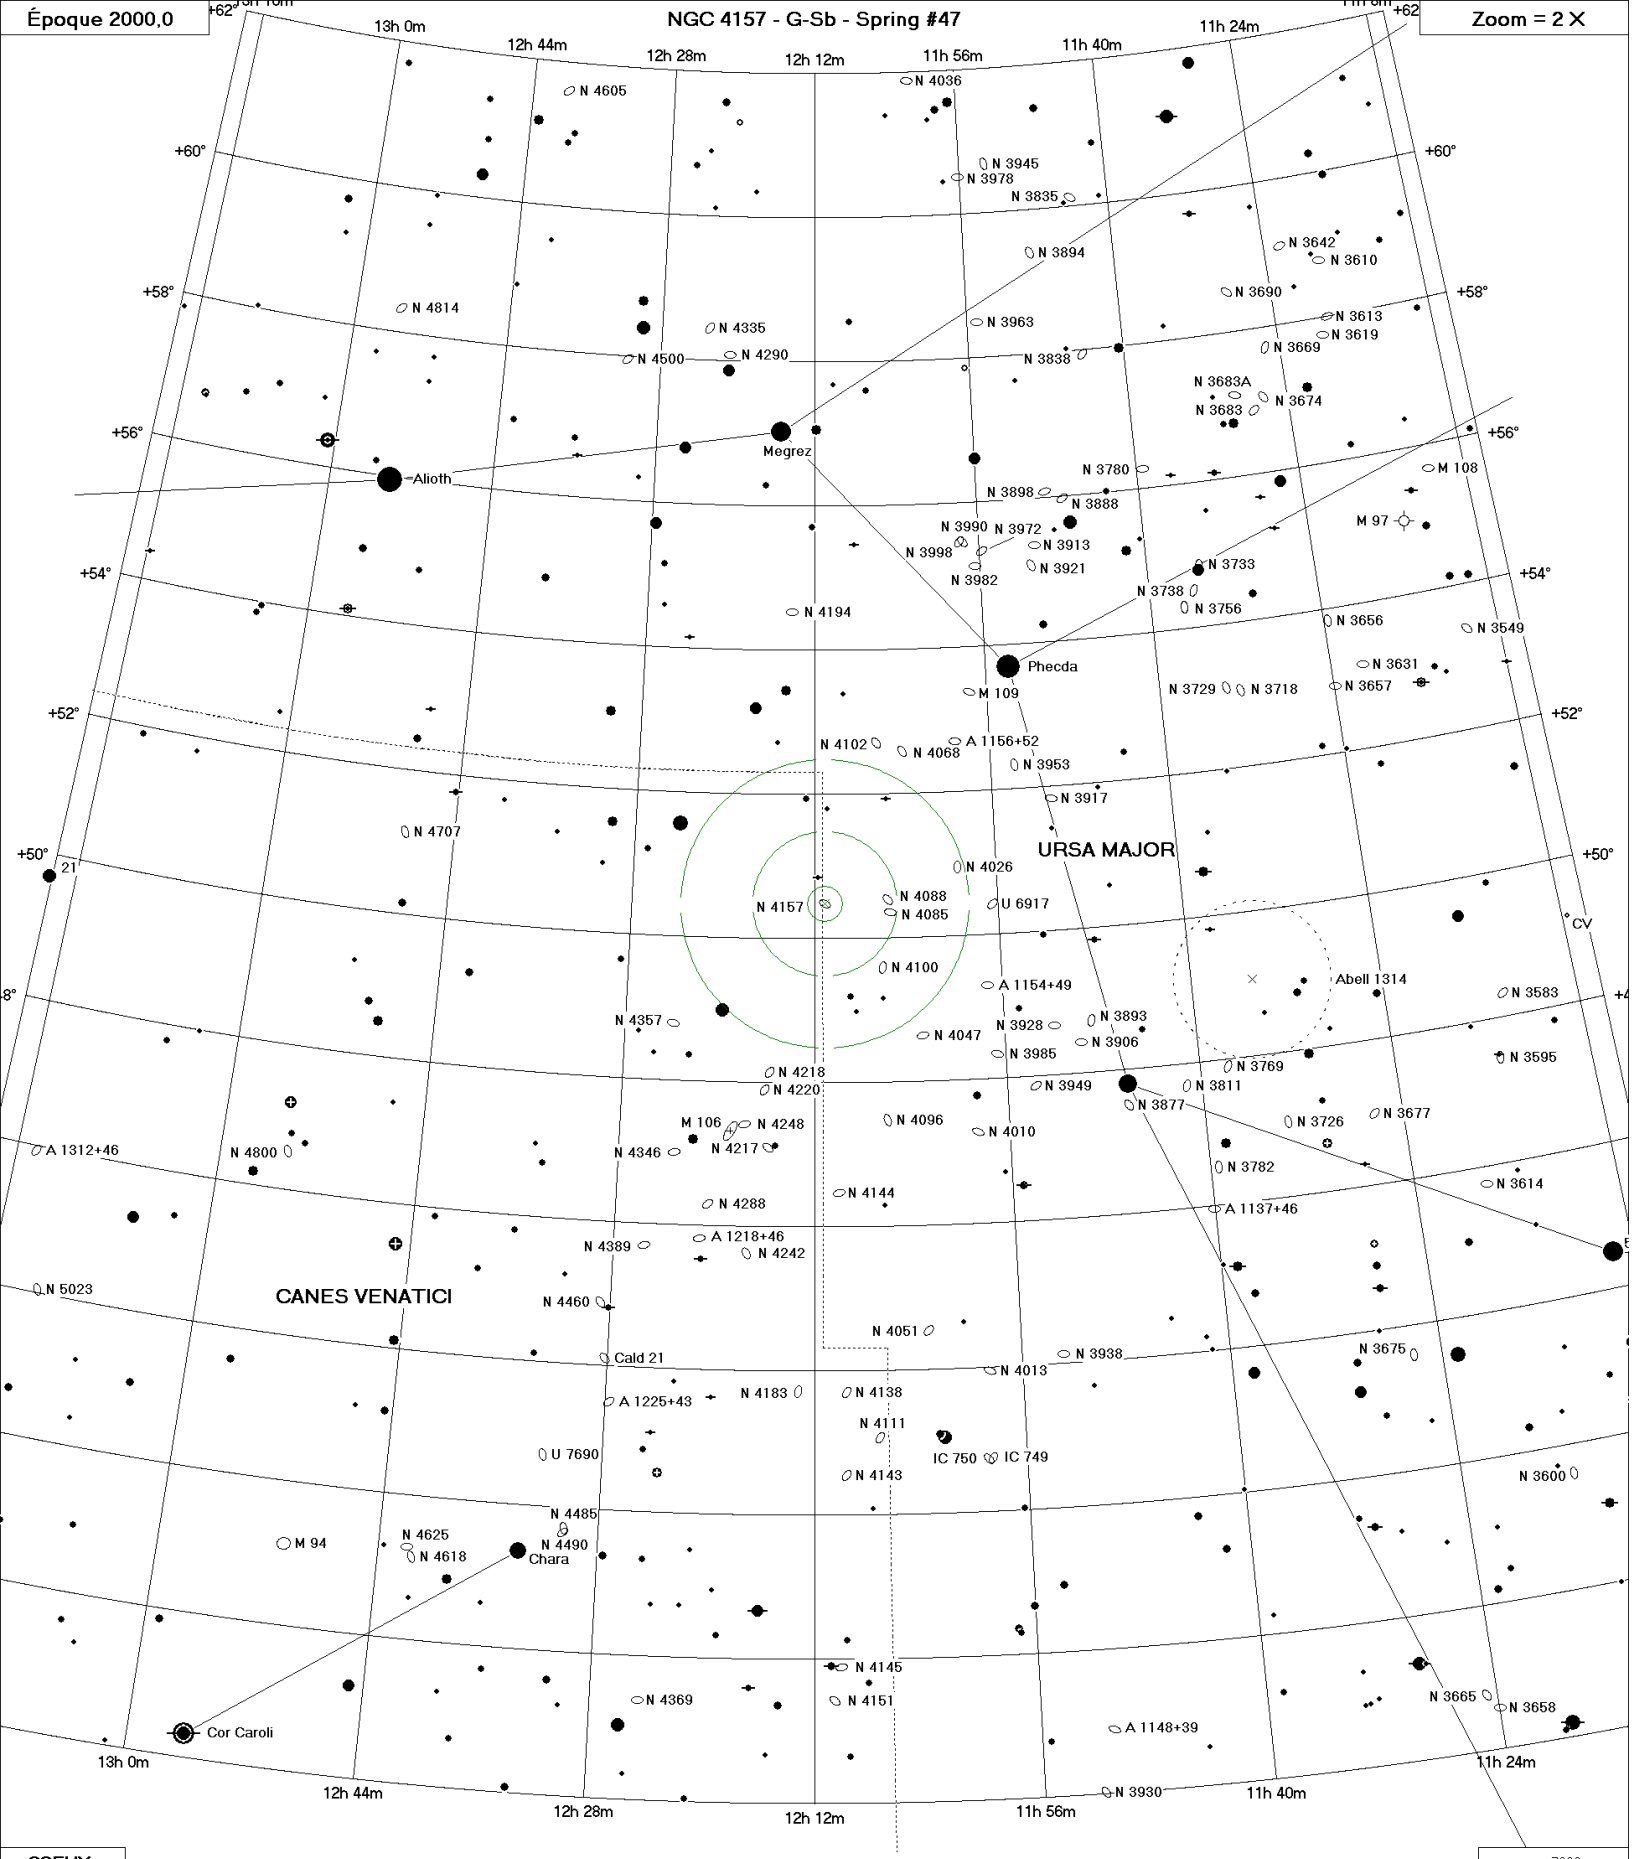 Époque 2000,0
NGC 4157 - G-Sb - Spring #47
Zoom = 2 X
+62°
13h 0m
12h 44m
12h 28m
12h 12m
11h 56m
11h 40m
11h 24m
+62
N 4605
N 4036
+60°
+60°
N 3945
N 3978
N 3835
N 3642
N 3610
N 3894
+58°
N 3690
+58°
N 4814
N 3613
N 4335
N 3963
N 3619
N 4500
N 4290
N 3838
N 3669
N 3683A
N 3674
N 3683
+56°
+56°
Megrez
Alioth
N 3780
M 108
N 3898
N 3888
M 97
N 3990
N 3972
N 3998
N 3913
N 3733
N 3921
+54°
+54°
N 3982
N 3738
N 4194
N 3756
N 3656
N 3549
Phecda
N 3631
M 109
N 3729
N 3718
N 3657
+52°
+52°
N 4102
A 1156+52
N 4068
N 3953
N 3917
N 4707
URSA MAJOR
+50°
+50°
21
N 4026
N 4088
N 4157
N 4085
U 6917
CV
N 4100
Abell 1314
A 1154+49
8°
N 3583
+4
N 4357
N 3893
N 3928
N 4047
N 3906
N 3985
N 3595
N 4218
N 3769
N 4220
N 3949
N 3811
N 3877
M 106
N 4248
N 4096
N 3726
N 3677
N 4010
A 1312+46
N 4800
N 4346
N 4217
N 3782
N 4144
N 3614
N 4288
A 1137+46
A 1218+46
N 4389
N 4242
5
N 5023
CANES VENATICI
N 4460
N 4051
N 3675
Cald 21
N 3938
N 4013
N 4183
N 4138
A 1225+43
N 4111
U 7690
IC 750
IC 749
N 4143
N 3600
N 4485
M 94
N 4625
N 4490
N 4618
Chara
N 4145
N 4369
N 4151
N 3665
N 3658
Cor Caroli
A 1148+39
13h 0m
11h 24m
12h 44m
N 3930
11h 40m
12h 28m
11h 56m
12h 12m